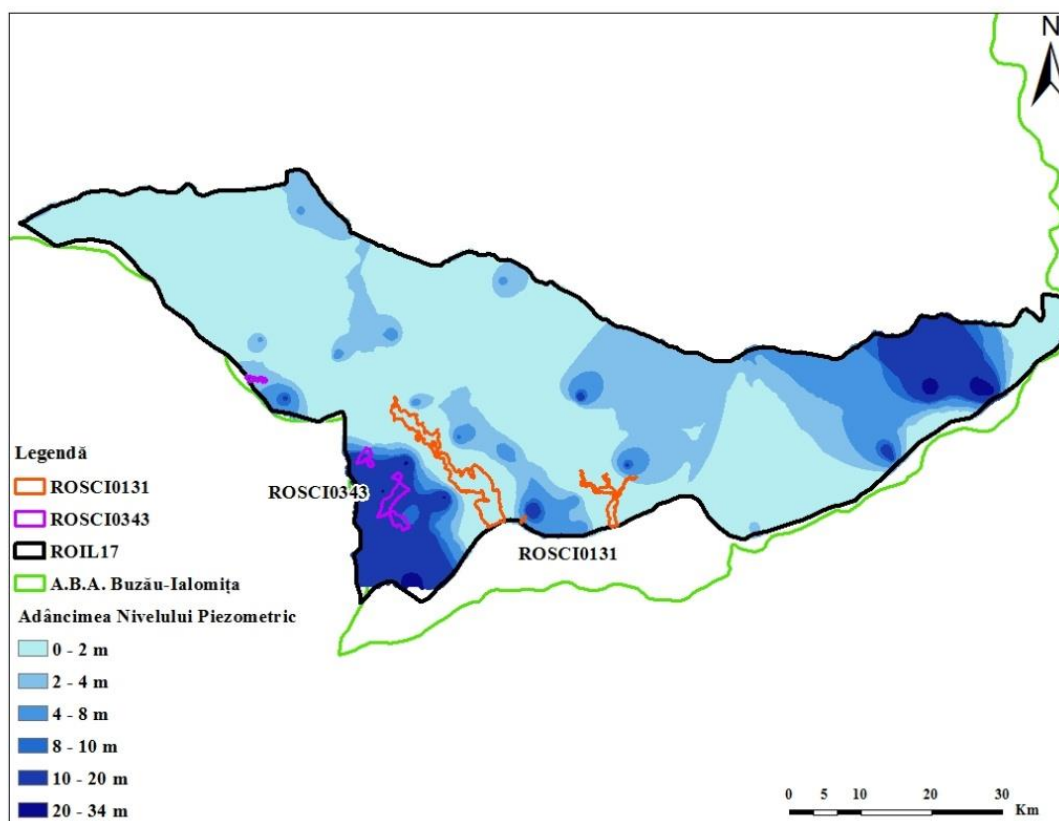 N
Legendă
ROSCI0131
ROSCI0343
ROIL17
A.B.A. Buzău-Ialomița
Adâncimea Nivelului Piezometric
0 - 2 m
2 - 4 m
4 - 8 m
8 - 10 m
10 - 20 m
20 - 34 m
ROSCI0343
ROSCI0131
0 5 10 20 30
Km